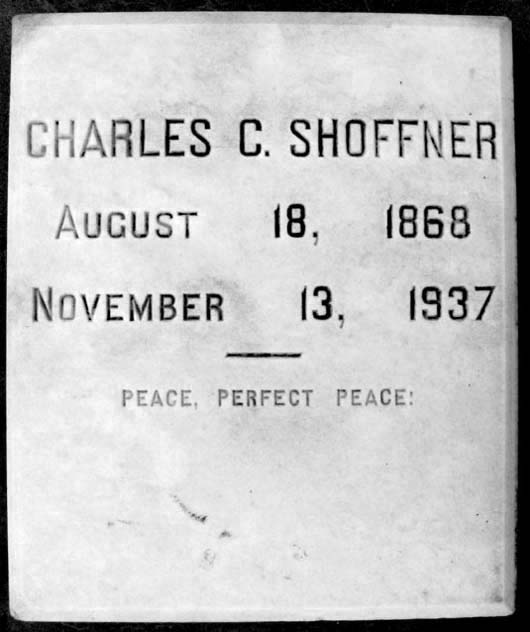 CHARLES C. SHOFFNER
AUGUST 18, 1868
NOVEMBER 13, 1937
PEACE, PERFECT PEACE!